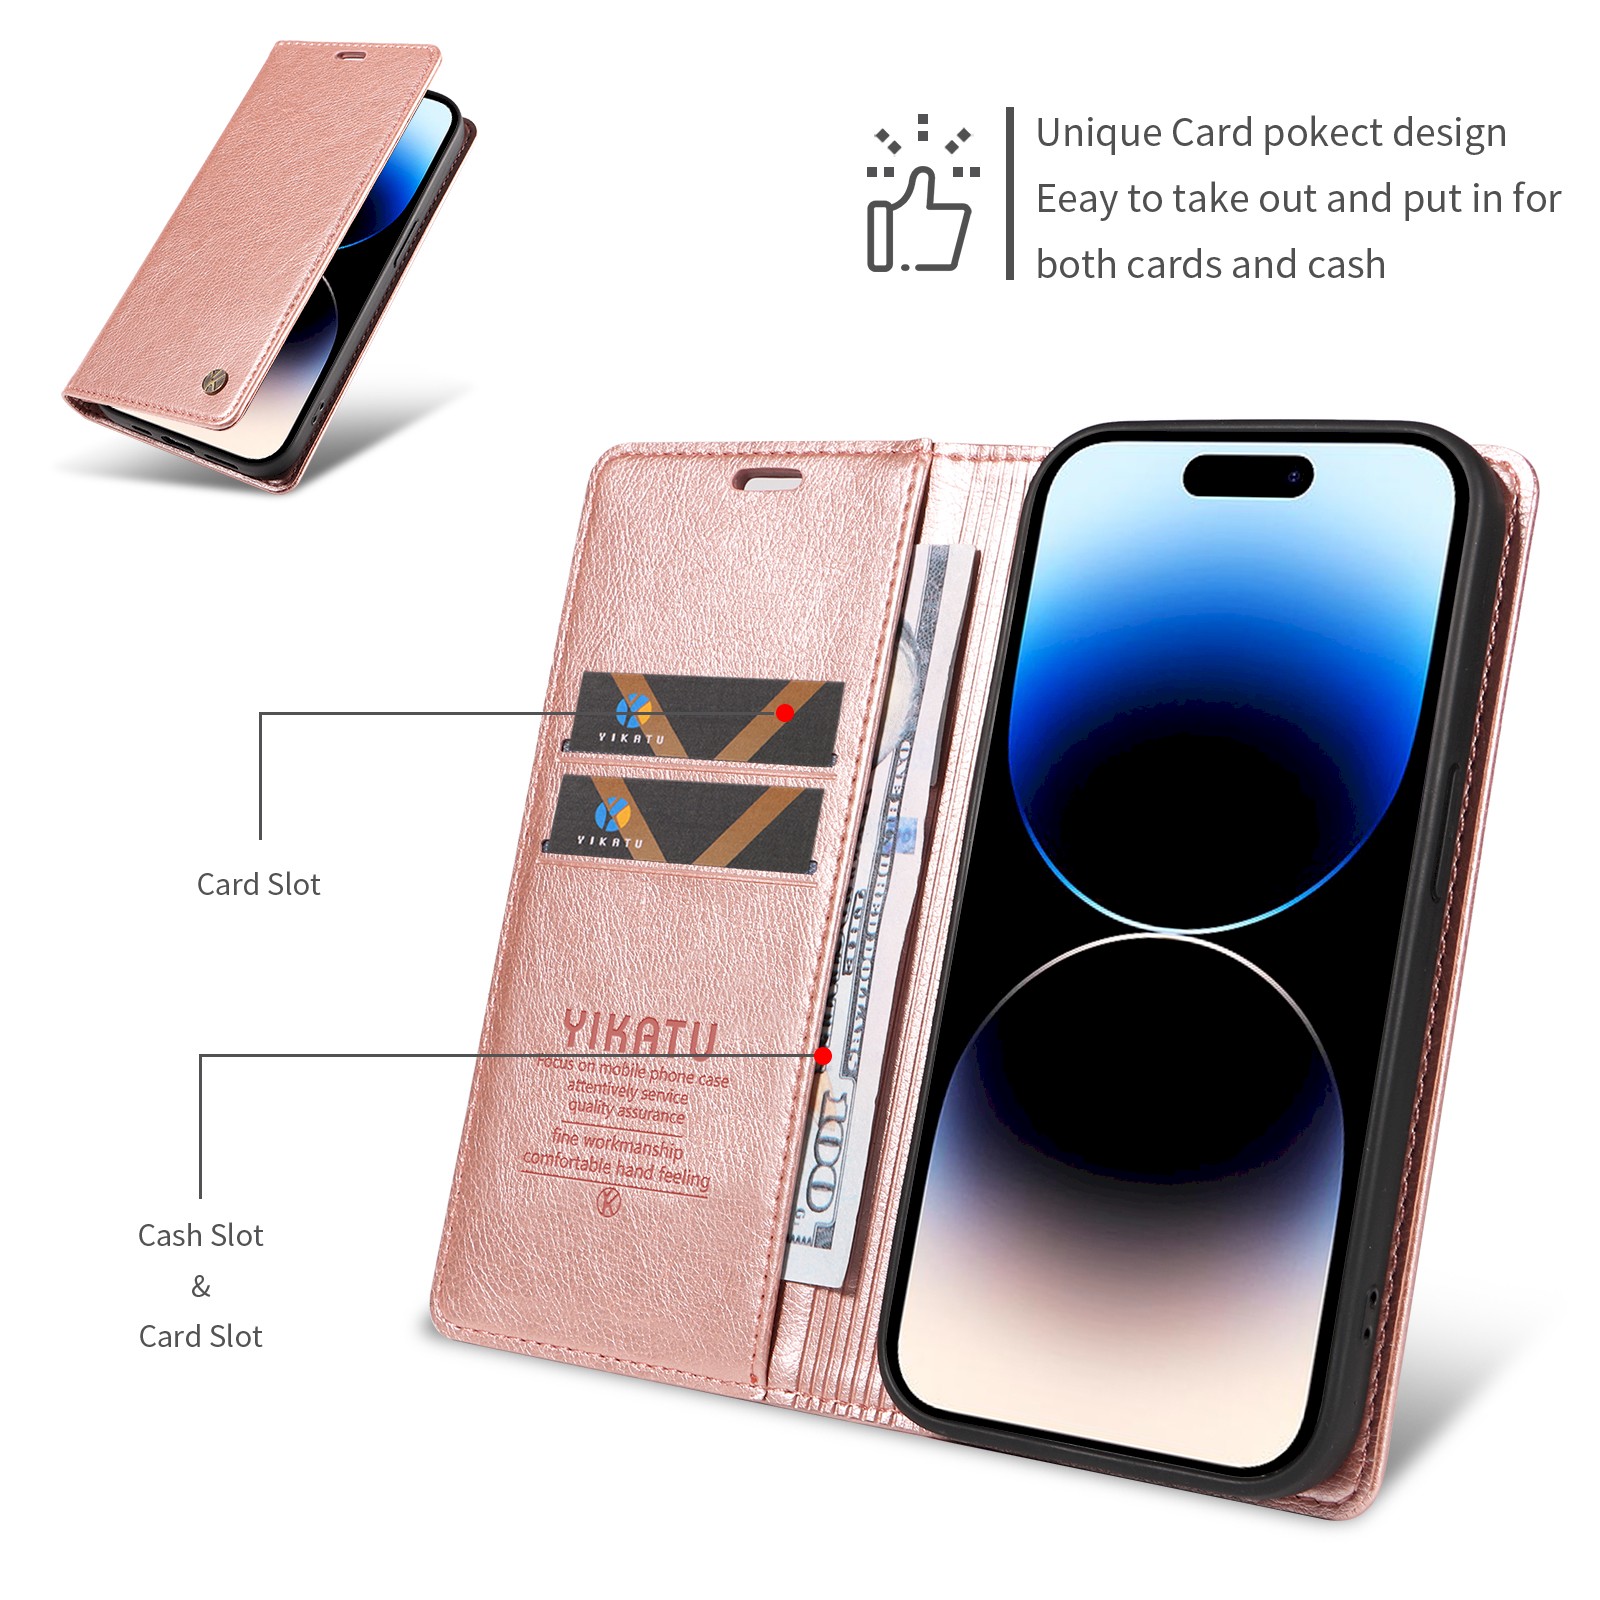 Unique Card pokect design
Eeay to take out and put in for
both cards and cash
YIKATU
YIKATU
Card Slot
YIKATU
Focus on mobile phone case
attentively service
quality assurance
fine workmanship
comfortable hand feeling
100
Cash Slot
&
Card Slot